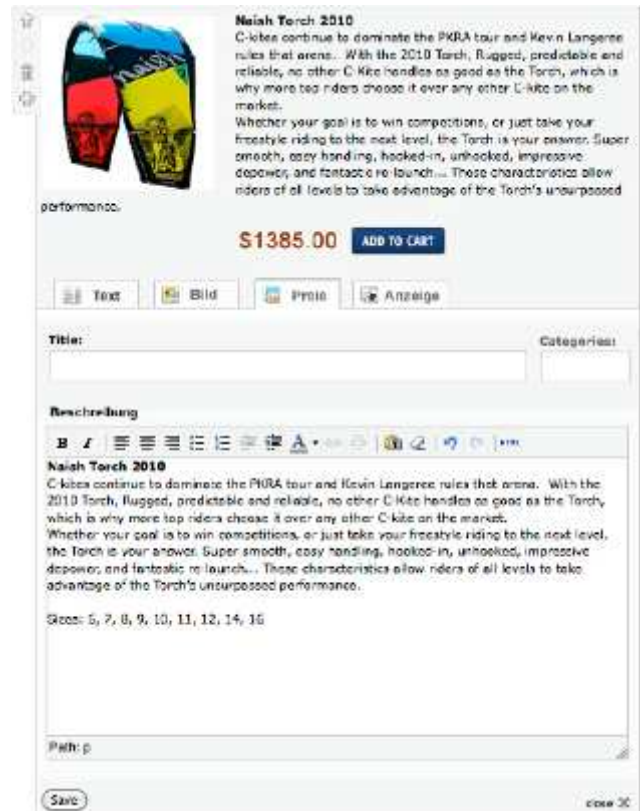 Naish Torch 2010
C-kites continue to dominate the PKRA tour and Kevin Langeree
rules that arena. With the 2010 Torch, Rugged, predictable and
reliable, no other C-Kite handles as good as the Torch, which is
why more top riders choose it over any other C-kite on the
market.
Whether your goal is to win competitions, or just take your
freestyle riding to the next level, the Torch is your answer. Super
smooth, easy handling, hooked-in, unhooked, impressive
depower, and fantastic re-launch... These characteristics allow
riders of all levels to take advantage of the Torch's unsurpassed
performance.
naish
$1385.00 ADD TO CART
Text Bild Preis Anzeige
Title: Categories:
Beschreibung
B I A HTML
Naish Torch 2010
C-kites continue to dominate the PKRA tour and Kevin Langeree rules that arena. With the
2010 Torch, Rugged, predictable and reliable, no other C-Kite handles as good as the Torch,
which is why more top riders choose it over any other C-kite on the market.
Whether your goal is to win competitions, or just take your freestyle riding to the next level,
the Torch is your answer. Super smooth, easy handling, hooked-in, unhooked, impressive
depower, and fantastic re-launch... These characteristics allow riders of all levels to take
advantage of the Torch's unsurpassed performance.
Sizes: 5, 7, 8, 9, 10, 11, 12, 14, 16
Path: p
Save close